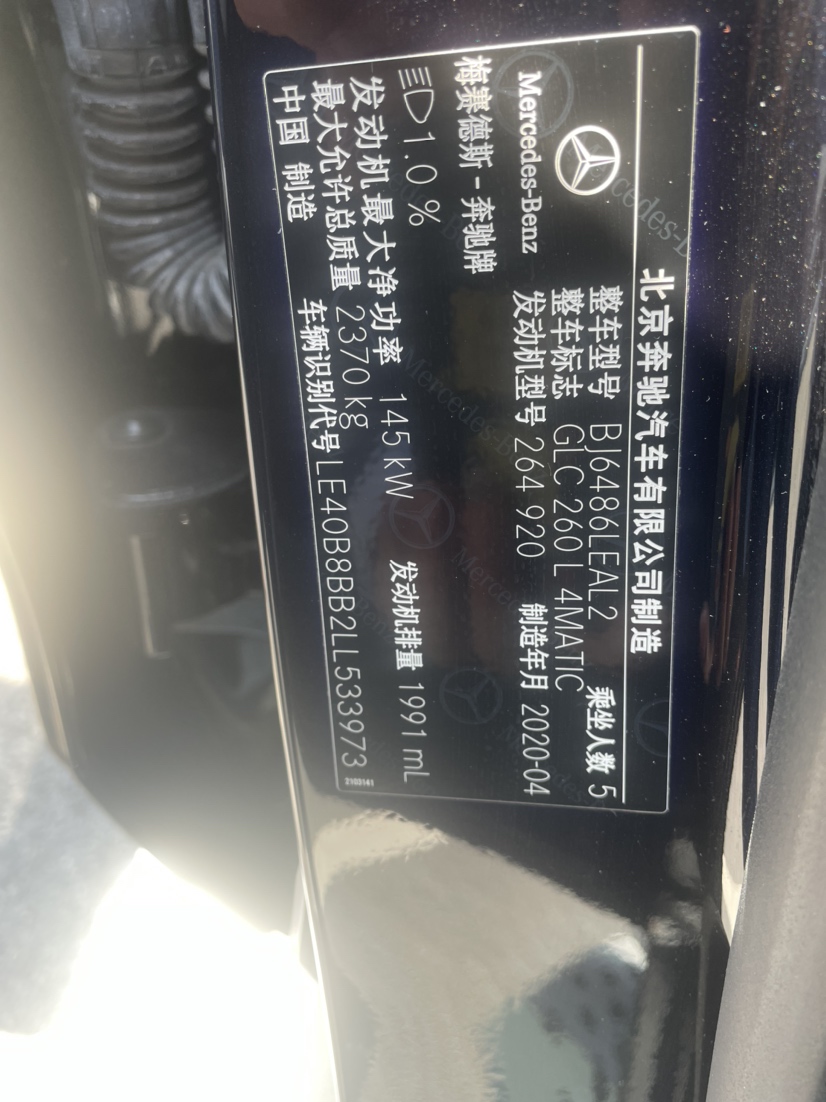 北京奔驰汽车有限公司制造
Mercedes-Benz
整车型号 BJ6486LEAL2 乘坐人数 5
整车标志 GLC 260 L 4MATIC
发动机型号 264 920 制造年月 2020-04
梅赛德斯-奔驰牌
1.0 %
发动机最大净功率 145 kW 发动机排量 1991 mL
最大允许总质量 2370 kg
中国 制造 车辆识别代号 LE40B8BB2LL533973
2103141